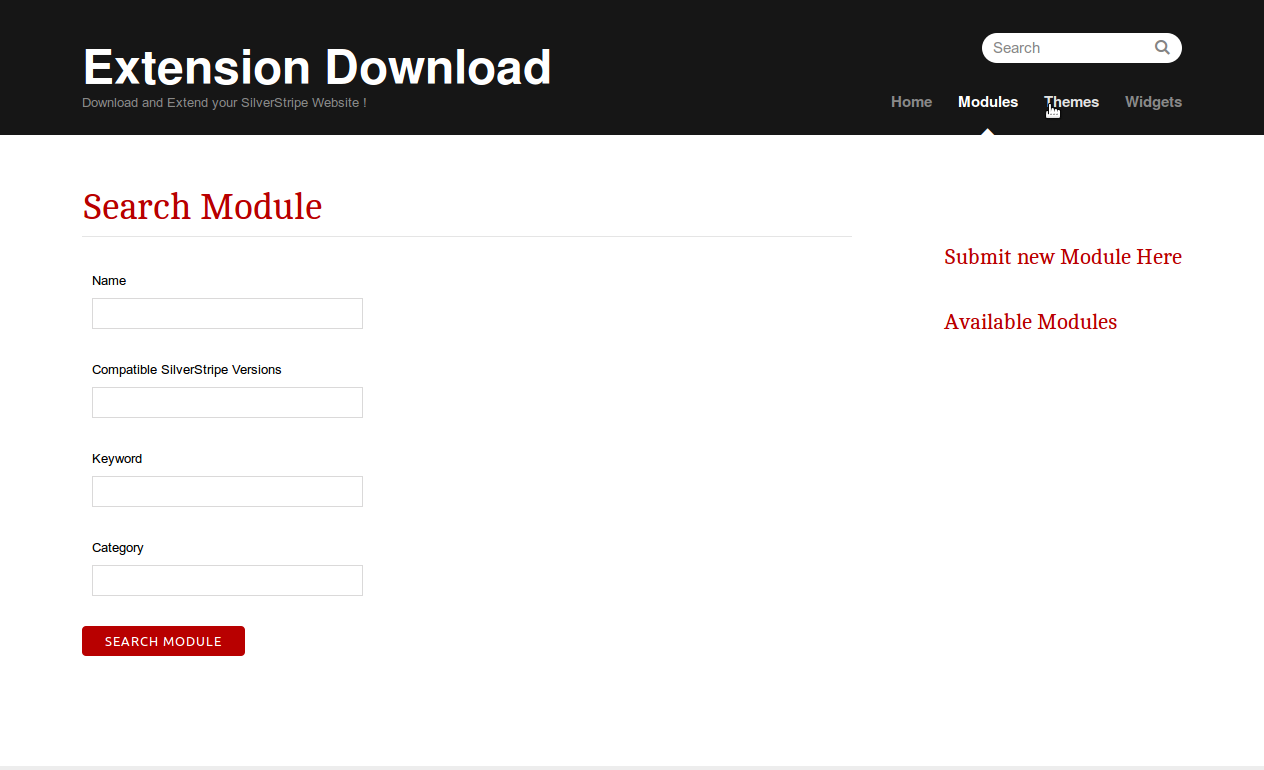 Extension Download
Download and Extend your SilverStripe Website !
Search
Home Modules Themes Widgets
Search Module
Name
Compatible SilverStripe Versions
Keyword
Category
SEARCH MODULE
Submit new Module Here
Available Modules